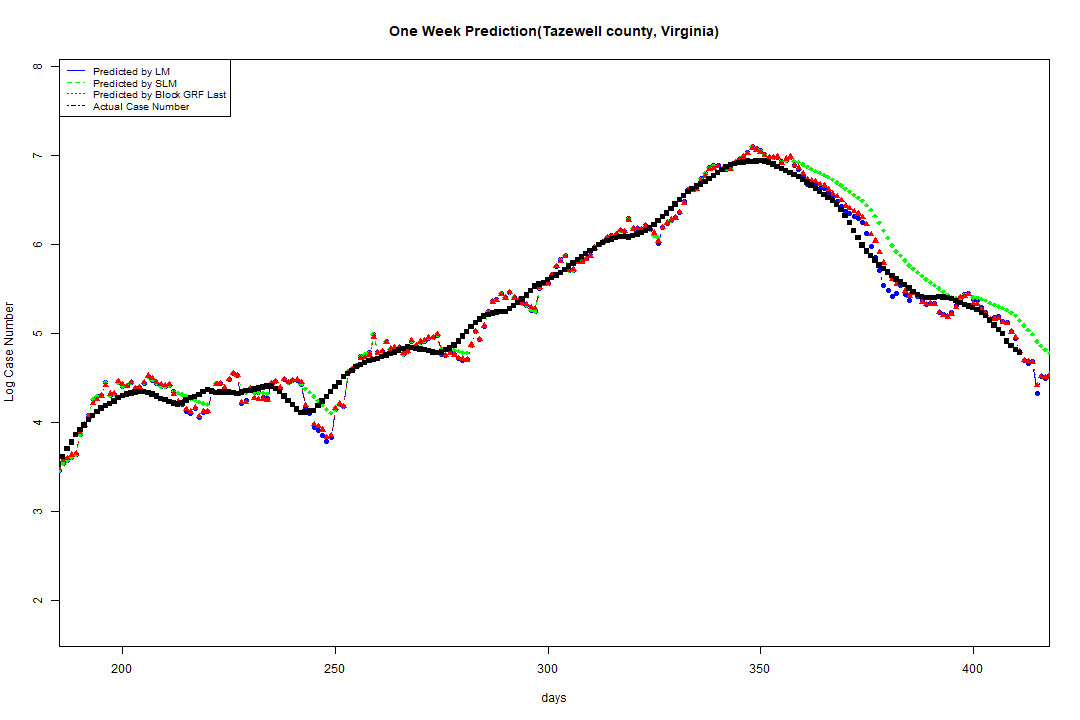 One Week Prediction(Tazewell county, Virginia)
Predicted by LM
Predicted by SLM
Predicted by Block GRF Last
Actual Case Number
Log Case Number
8
7
6
5
4
3
2
200 250 300 350 400
days